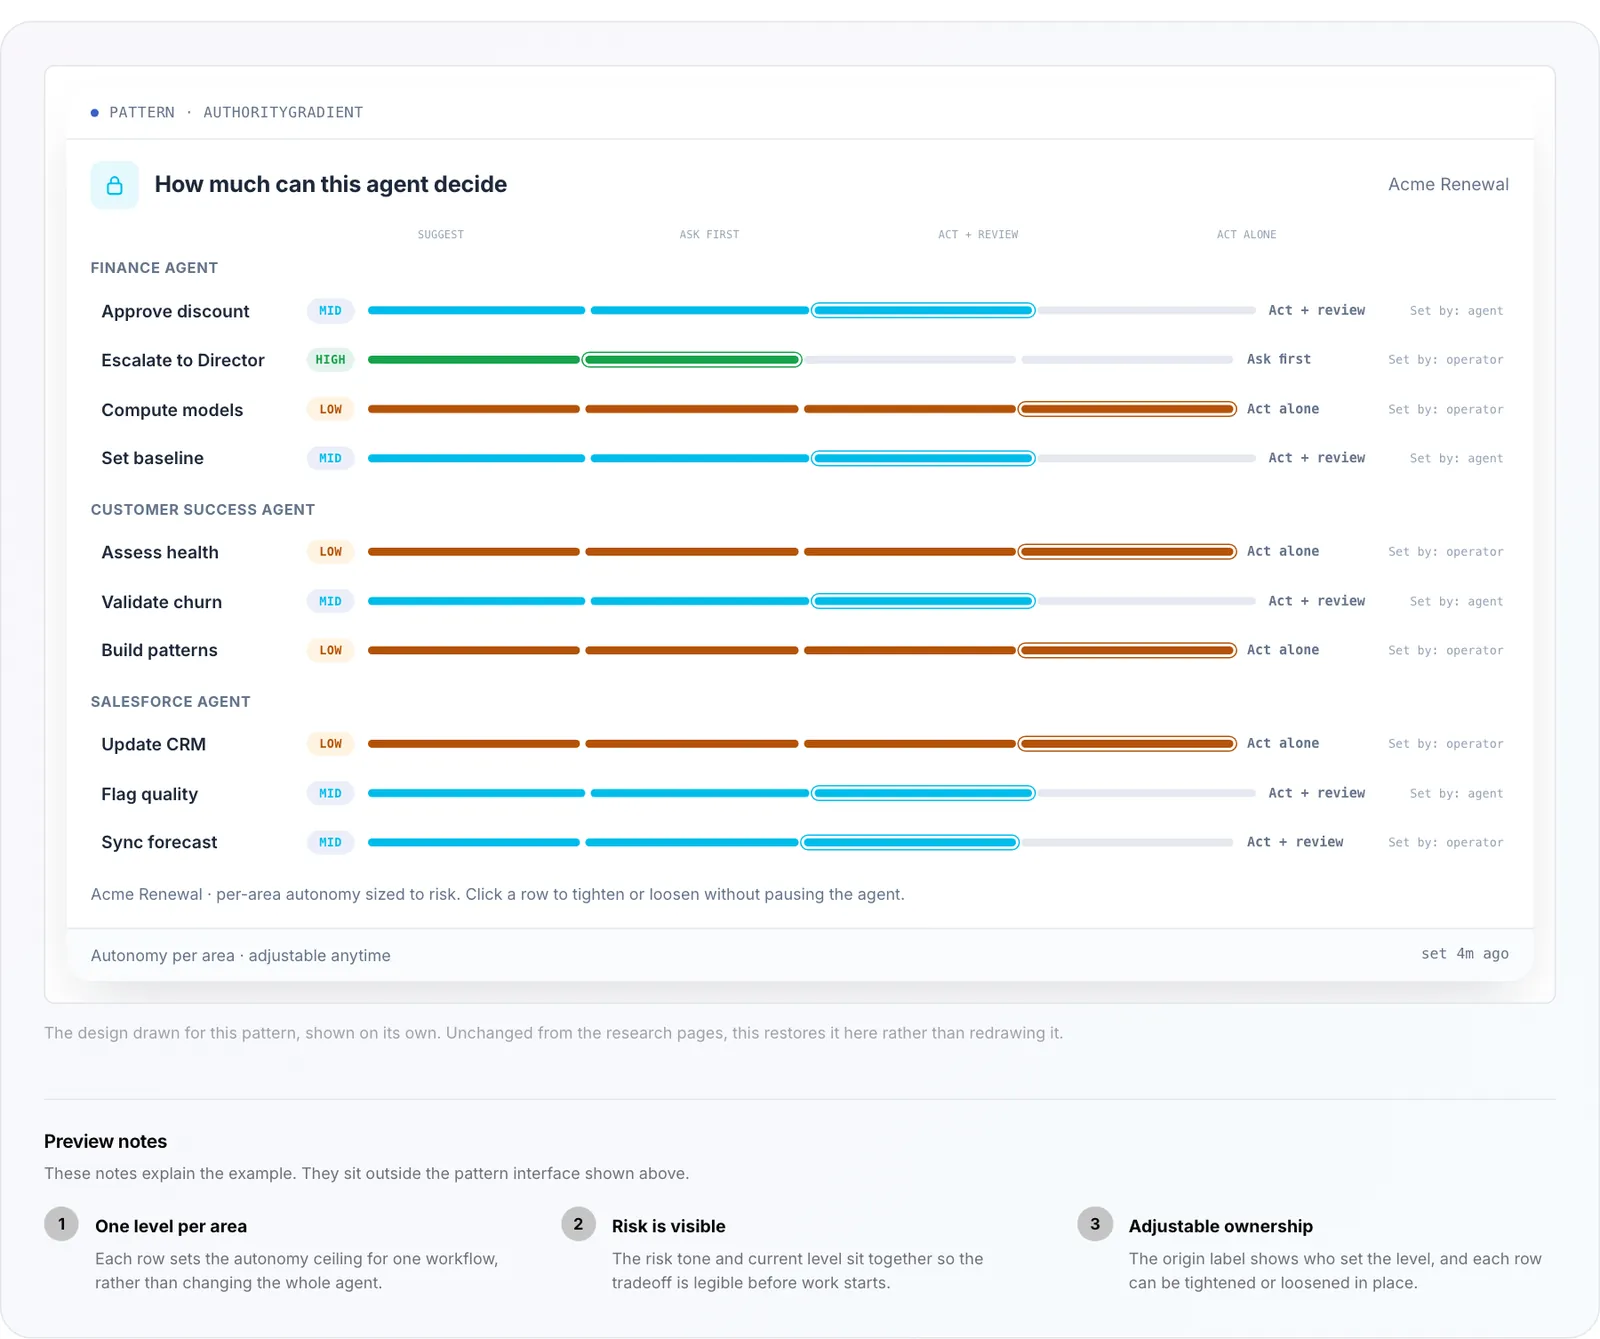 PATTERN · AUTHORITYGRADIENT
How much can this agent decide
Acme Renewal
SUGGEST ASK FIRST ACT + REVIEW ACT ALONE
FINANCE AGENT
Approve discount MID Act + review Set by: agent
Escalate to Director HIGH Ask first Set by: operator
Compute models LOW Act alone Set by: operator
Set baseline MID Act + review Set by: agent
CUSTOMER SUCCESS AGENT
Assess health LOW Act alone Set by: operator
Validate churn MID Act + review Set by: agent
Build patterns LOW Act alone Set by: operator
SALESFORCE AGENT
Update CRM LOW Act alone Set by: operator
Flag quality MID Act + review Set by: agent
Sync forecast MID Act + review Set by: operator
Acme Renewal · per-area autonomy sized to risk. Click a row to tighten or loosen without pausing the agent.
Autonomy per area · adjustable anytime
set 4m ago
The design drawn for this pattern, shown on its own. Unchanged from the research pages, this restores it here rather than redrawing it.
Preview notes
These notes explain the example. They sit outside the pattern interface shown above.
1 One level per area
Each row sets the autonomy ceiling for one workflow,
rather than changing the whole agent.
2 Risk is visible
The risk tone and current level sit together so the
tradeoff is legible before work starts.
3 Adjustable ownership
The origin label shows who set the level, and each row
can be tightened or loosened in place.